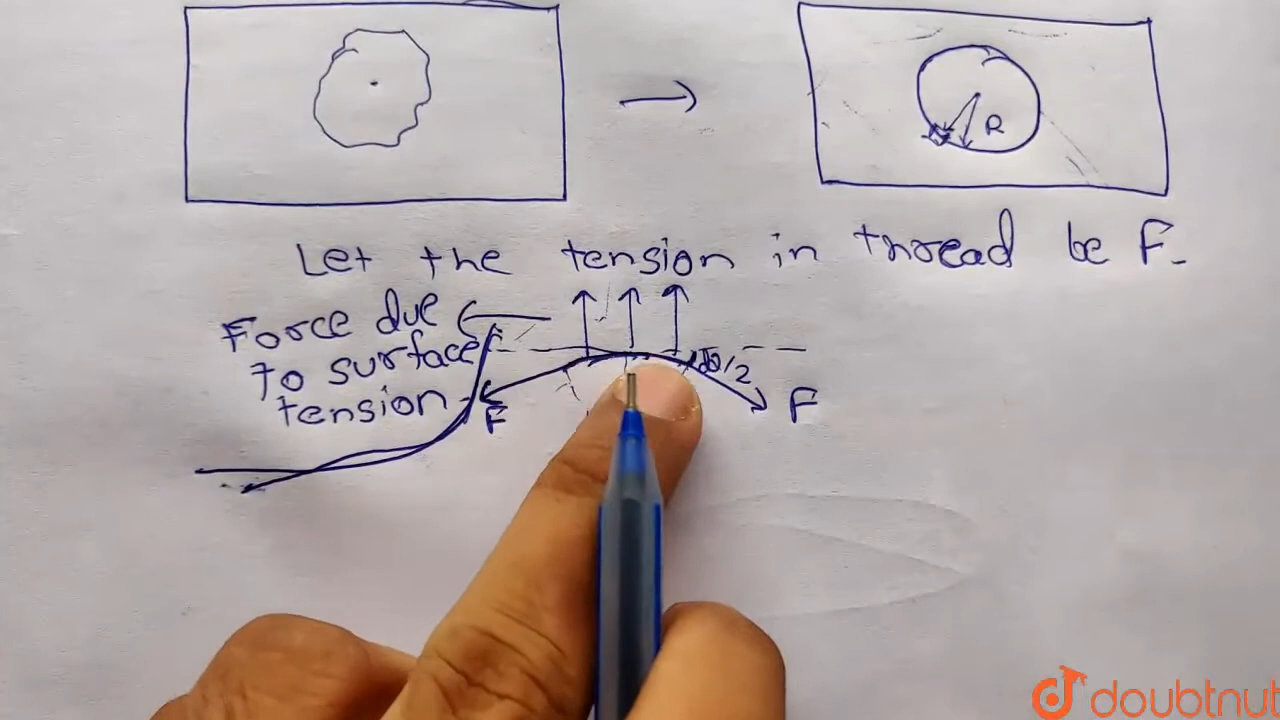 R
Let the tension in thread be F.
Force due
to surface
tension
dθ/2
F
F
doubtnut